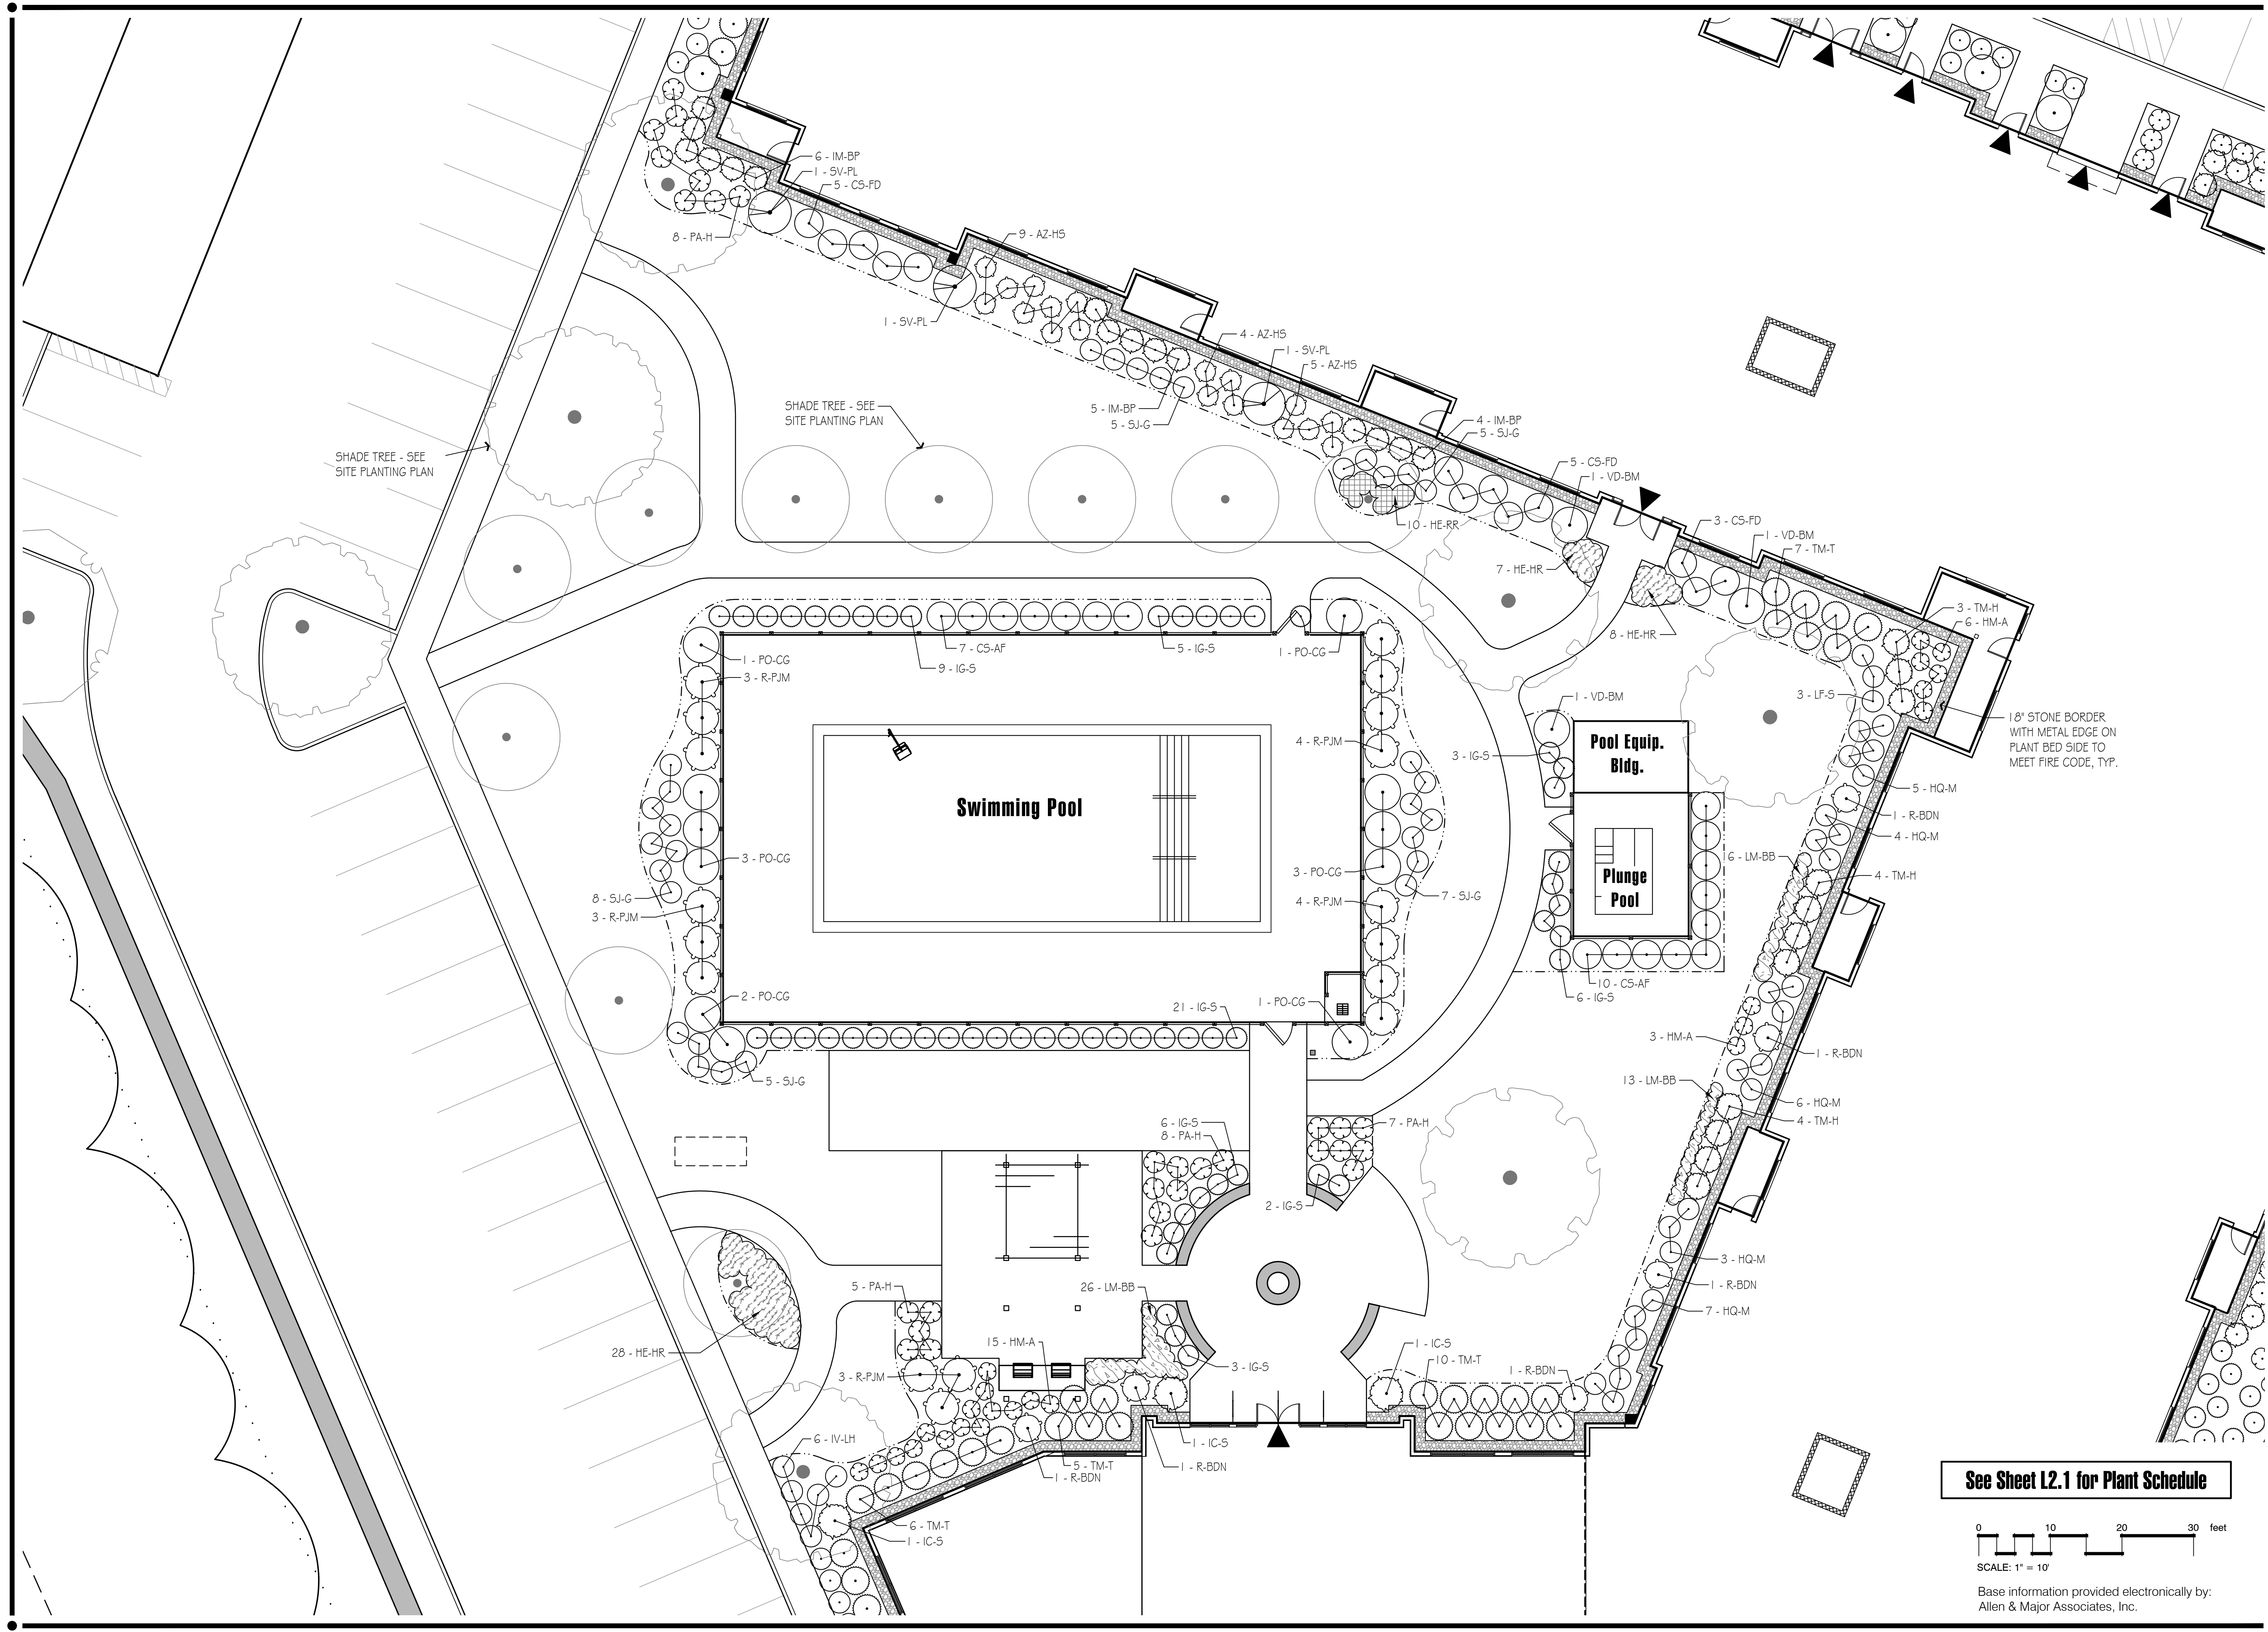 6 - IM-BP
1 - SV-PL
5 - CS-FD
8 - PA-H
9 - AZ-HS
1 - SV-PL
4 - AZ-HS
1 - SV-PL
5 - AZ-HS
5 - IM-BP
5 - SJ-G
4 - IM-BP
5 - SJ-G
SHADE TREE - SEE
SITE PLANTING PLAN
SHADE TREE - SEE
SITE PLANTING PLAN
5 - CS-FD
1 - VD-BM
10 - HE-RR
3 - CS-FD
1 - VD-BM
7 - TM-T
7 - HE-HR
8 - HE-HR
3 - TM-H
6 - HM-A
1 - PO-CG
3 - R-PJM
7 - CS-AF
9 - IG-S
5 - IG-S
1 - PO-CG
3 - LF-S
1 - VD-BM
18" STONE BORDER
WITH METAL EDGE ON
PLANT BED SIDE TO
MEET FIRE CODE, TYP.
4 - R-PJM
3 - IG-S
Pool Equip.
Bldg.
5 - HQ-M
1 - R-BDN
4 - HQ-M
Swimming Pool
3 - PO-CG
3 - PO-CG
16 - LM-BB
4 - TM-H
Plunge
Pool
8 - SJ-G
3 - R-PJM
4 - R-PJM
7 - SJ-G
2 - PO-CG
21 - IG-S
1 - PO-CG
10 - CS-AF
6 - IG-S
3 - HM-A
1 - R-BDN
5 - SJ-G
13 - LM-BB
6 - HQ-M
4 - TM-H
6 - IG-S
8 - PA-H
7 - PA-H
2 - IG-S
3 - HQ-M
1 - R-BDN
7 - HQ-M
5 - PA-H
26 - LM-BB
28 - HE-HR
15 - HM-A
3 - IG-S
1 - IC-S
10 - TM-T
1 - R-BDN
3 - R-PJM
6 - IV-LH
1 - IC-S
5 - TM-T
1 - R-BDN
1 - R-BDN
6 - TM-T
1 - IC-S
See Sheet L2.1 for Plant Schedule
0 10 20 30 feet
SCALE: 1" = 10'
Base information provided electronically by:
Allen & Major Associates, Inc.